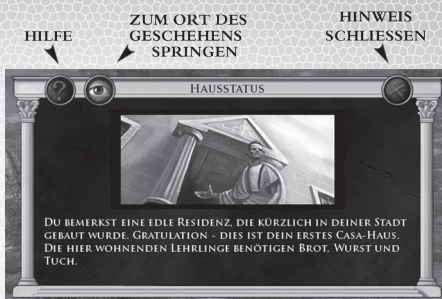 HILFE
ZUM ORT DES
GESCHEHENS
SPRINGEN
HINWEIS
SCHLIESSEN
?
HAUSSTATUS
DU BEMERKST EINE EDLE RESIDENZ, DIE KÜRZLICH IN DEINER STADT
GEBAUT WURDE. GRATULATION - DIES IST DEIN ERSTES CASA-HAUS.
DIE HIER WOHNENDEN LEHRLINGE BENÖTIGEN BROT, WURST UND
TUCH.